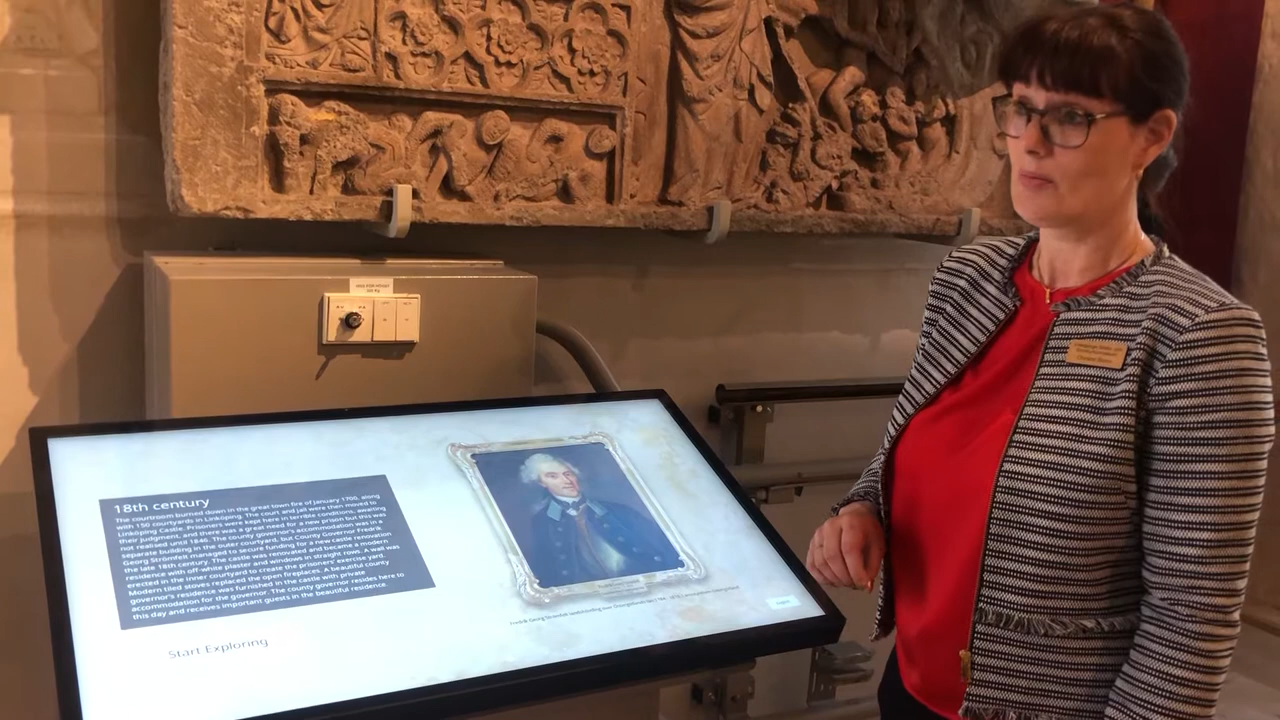 18th century
The courtroom burned down in the great town fire of January 1700, along
with 150 courtyards in Linköping. The court and jail were then moved to
Linköping Castle. Prisoners were kept here in terrible conditions, awaiting
their judgment, and there was a great need for a new prison but this was
not realised until 1846. The county governor's accommodation was in a
separate building in the outer courtyard, but County Governor Fredrik
Georg Strömfelt managed to secure funding for a new castle renovation
the late 18th century. The castle was renovated and became a modern
residence with off-white plaster and windows in straight rows. A wall was
erected in the inner courtyard to create the prisoners' exercise yard.
Modern tiled stoves replaced the open fireplaces. A beautiful county
governor's residence was furnished in the castle with private
accommodation for the governor. The county governor resides here to
this day and receives important guests in the beautiful residence.
Start Exploring
Fredrik Georg Strömfelt